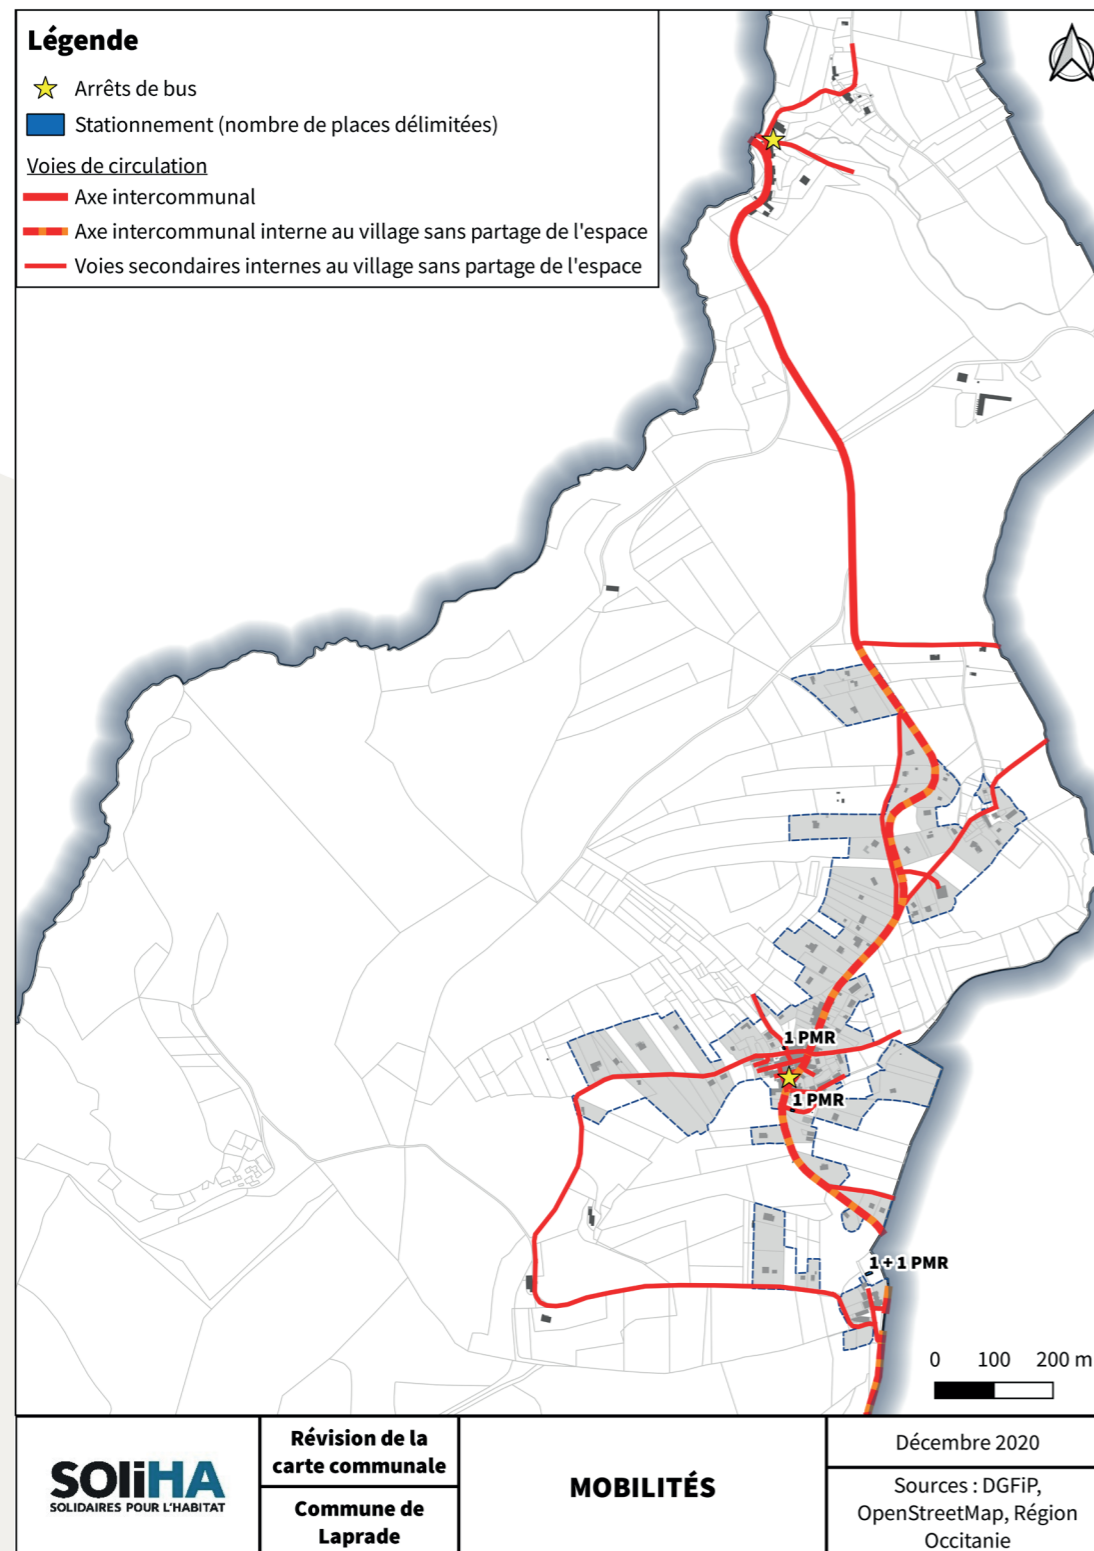 Légende
Arrêts de bus
Stationnement (nombre de places délimitées)
Voies de circulation
Axe intercommunal
Axe intercommunal interne au village sans partage de l'espace
Voies secondaires internes au village sans partage de l'espace
1 PMR
1 PMR
1 + 1 PMR
0 100 200 m
SOLiHA
SOLIDAIRES POUR L'HABITAT
Révision de la
carte communale
Commune de
Laprade
MOBILITÉS
Décembre 2020
Sources : DGFiP,
OpenStreetMap, Région
Occitanie